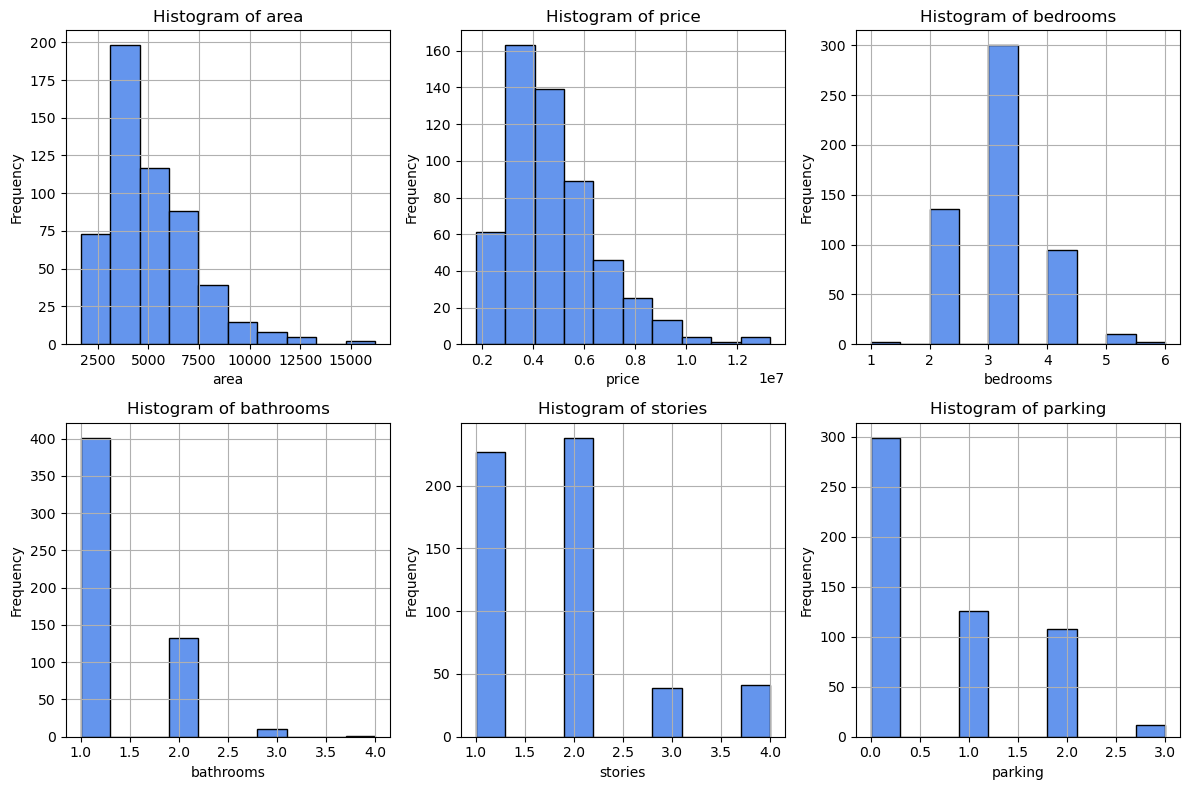 Histogram of area
200
175
150
125
100
75
50
25
0
Frequency
2500 5000 7500 10000 12500 15000
area
Histogram of price
160
140
120
100
80
60
40
20
0
Frequency
0.2 0.4 0.6 0.8 1.0 1.2
1e7
price
Histogram of bedrooms
300
250
200
150
100
50
0
Frequency
1 2 3 4 5 6
bedrooms
Histogram of bathrooms
400
350
300
250
200
150
100
50
0
Frequency
1.0 1.5 2.0 2.5 3.0 3.5 4.0
bathrooms
Histogram of stories
200
150
100
50
0
Frequency
1.0 1.5 2.0 2.5 3.0 3.5 4.0
stories
Histogram of parking
300
250
200
150
100
50
0
Frequency
0.0 0.5 1.0 1.5 2.0 2.5 3.0
parking